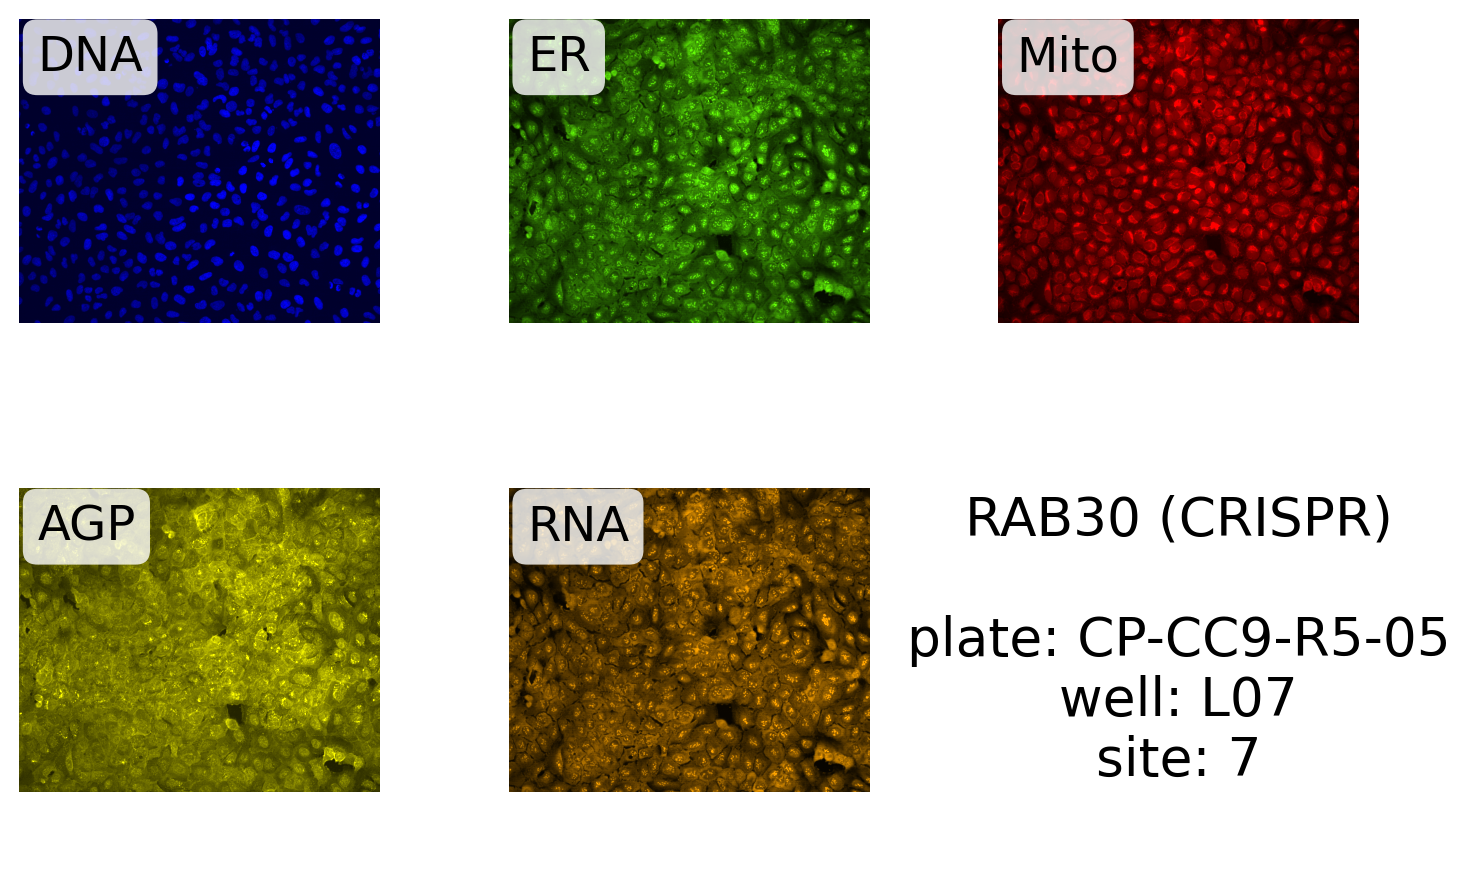 DNA
ER
Mito
AGP
RNA
RAB30 (CRISPR)
plate: CP-CC9-R5-05
well: L07
site: 7